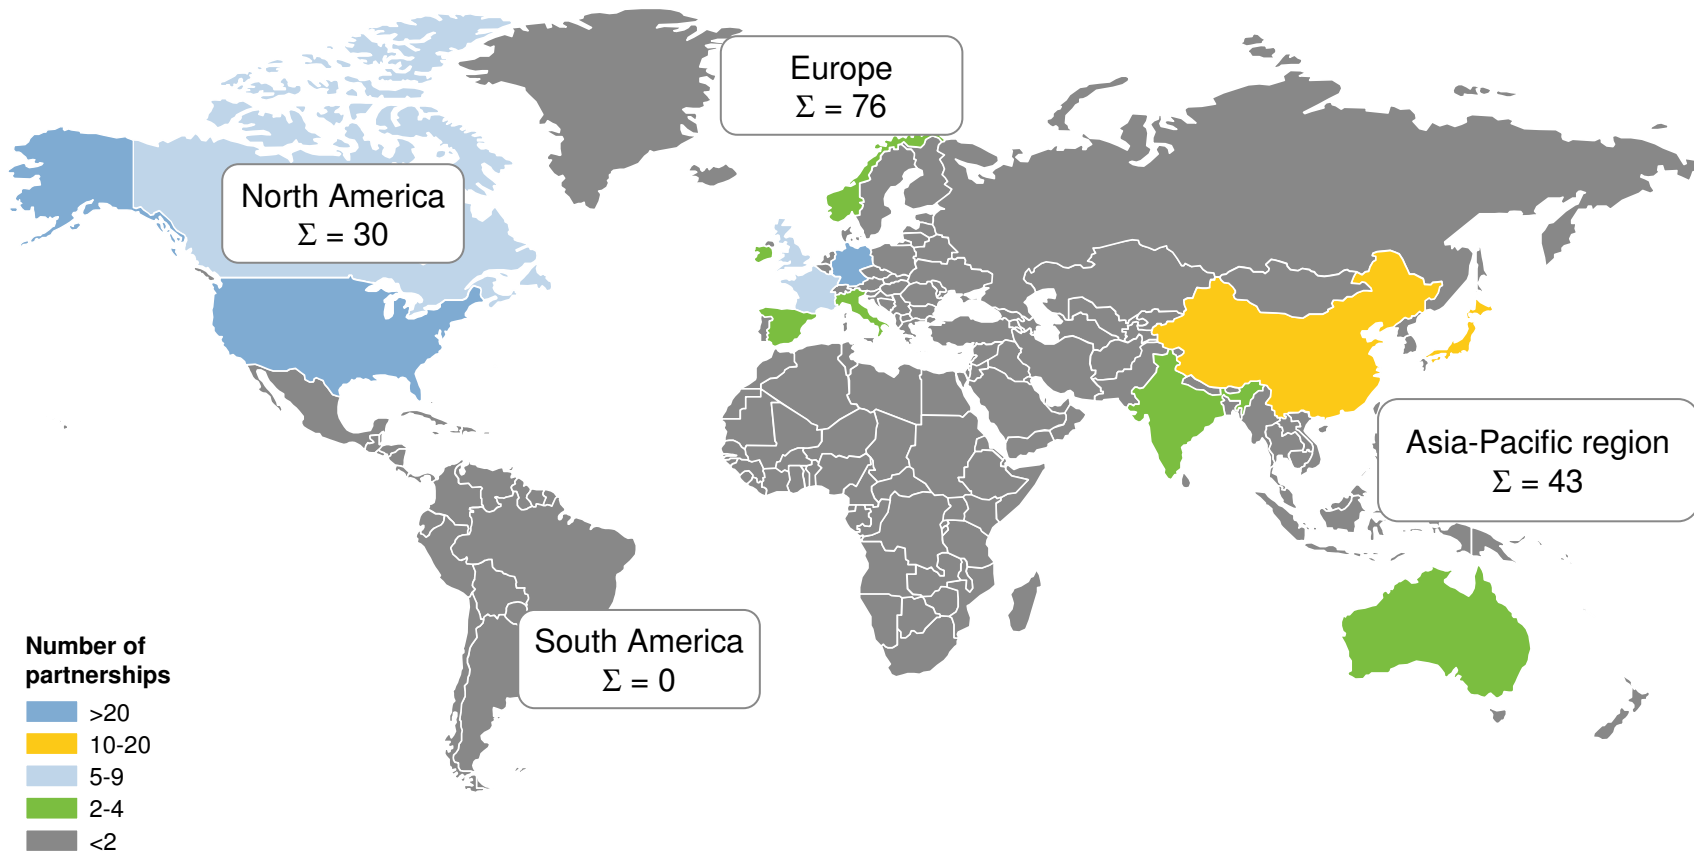 Europe
Σ = 76
North America
Σ = 30
Asia-Pacific region
Σ = 43
South America
Σ = 0
Number of
partnerships
>20
10-20
5-9
2-4
<2